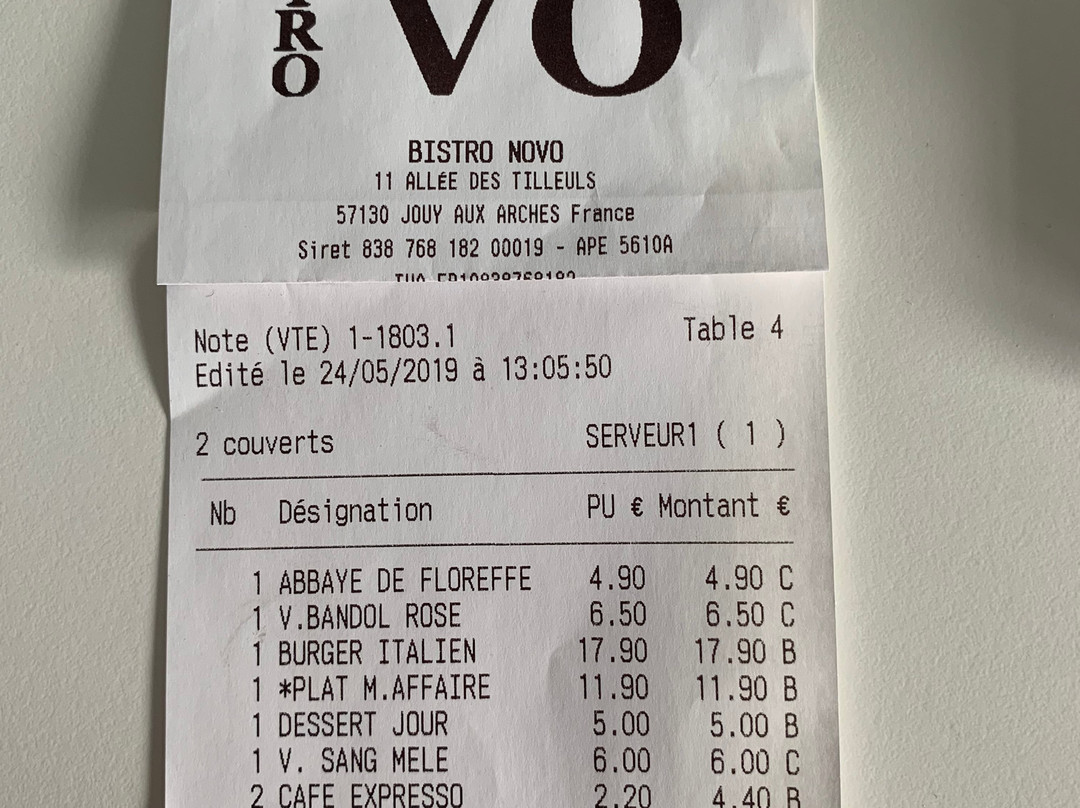 RO
VO
BISTRO NOVO
11 ALLÉE DES TILLEULS
57130 JOUY AUX ARCHES France
Siret 838 768 182 00019 - APE 5610A
Note (VTE) 1-1803.1 Table 4
Edité le 24/05/2019 à 13:05:50
2 couverts SERVEUR1 ( 1 )
Nb Désignation PU € Montant €
1 ABBAYE DE FLOREFFE 4.90 4.90 C
1 V.BANDOL ROSE 6.50 6.50 C
1 BURGER ITALIEN 17.90 17.90 B
1 *PLAT M.AFFAIRE 11.90 11.90 B
1 DESSERT JOUR 5.00 5.00 B
1 V. SANG MELE 6.00 6.00 C
2 CAFE EXPRESSO 2.20 4.40 B